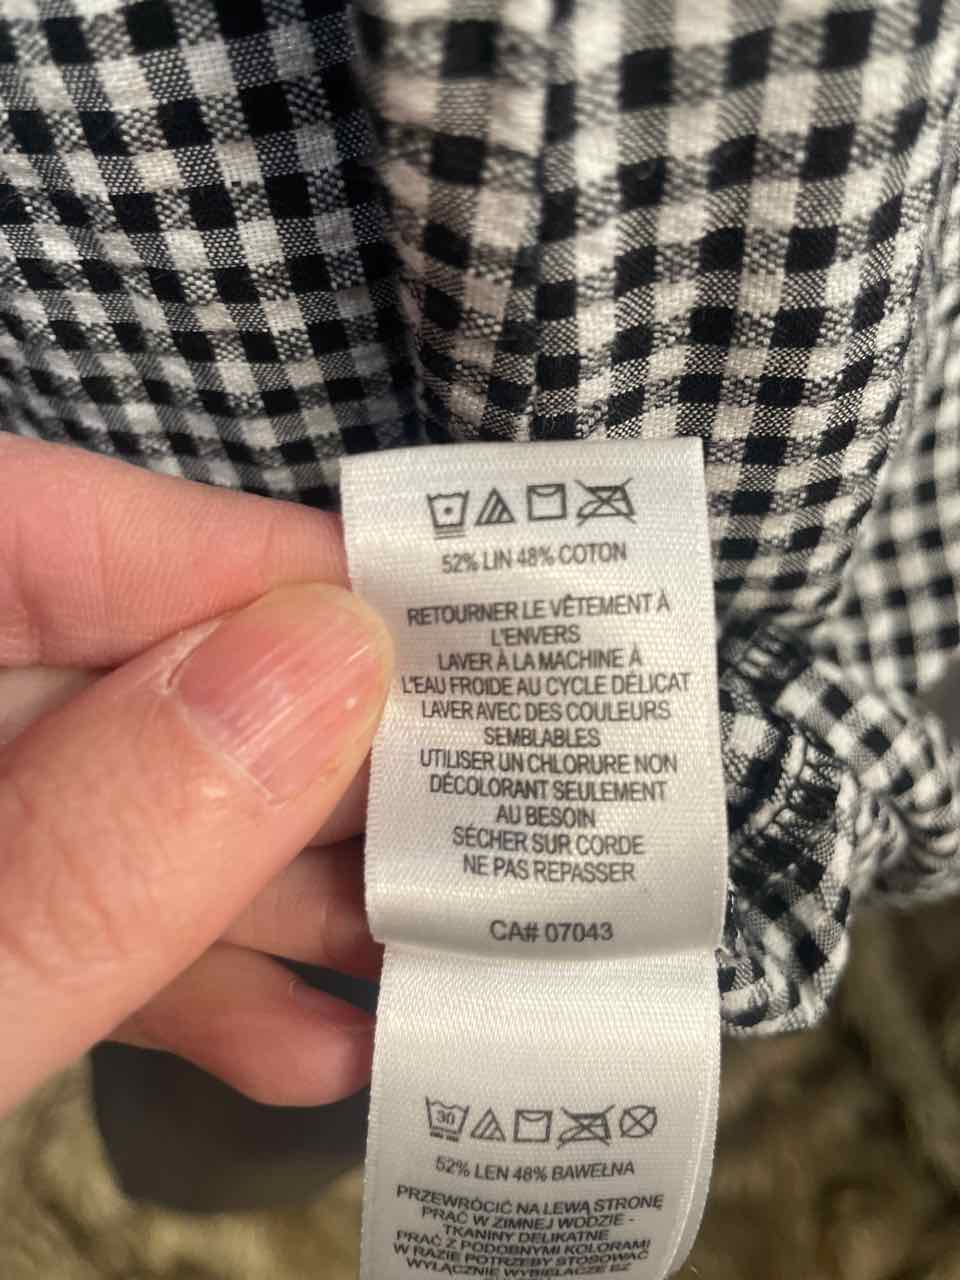 52% LIN 48% COTON
RETOURNER LE VÊTEMENT À
L'ENVERS
LAVER À LA MACHINE À
L'EAU FROIDE AU CYCLE DÉLICAT
LAVER AVEC DES COULEURS
SEMBLABLES
UTILISER UN CHLORURE NON
DÉCOLORANT SEULEMENT
AU BESOIN
SÉCHER SUR CORDE
NE PAS REPASSER
CA# 07043
30
52% LEN 48% BAWEŁNA
PRZEWRÓCIĆ NA LEWĄ STRONĘ
PRAĆ W ZIMNEJ WODZIE -
TKANINY DELIKATNE
PRAĆ Z PODOBNYMI KOLORAMI
W RAZIE POTRZEBY STOSOWAĆ
WYŁĄCZNIE WYBIELACZE BEZ